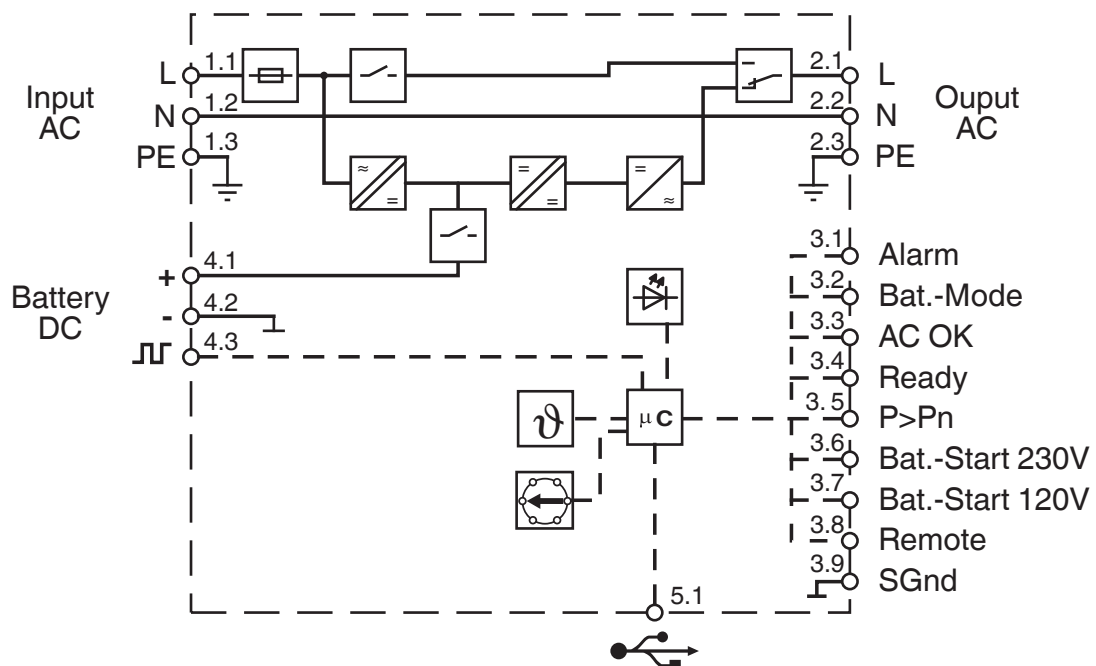 Input
AC
L 1.1
N 1.2
PE 1.3
2.1 L
2.2 N
2.3 PE
Ouput
AC
≈
=
=
=
=
≈
Battery
DC
+ 4.1
- 4.2
4.3
ϑ
μC
3.1 Alarm
3.2 Bat.-Mode
3.3 AC OK
3.4 Ready
3.5 P>Pn
3.6 Bat.-Start 230V
3.7 Bat.-Start 120V
3.8 Remote
3.9 SGnd
5.1